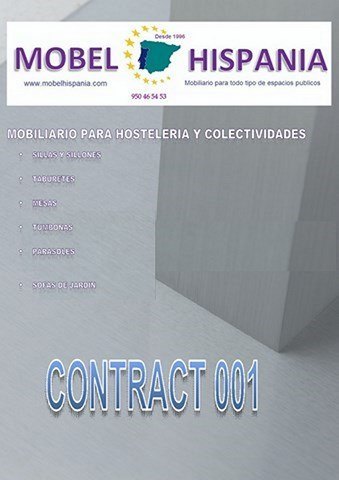 Desde 1996
MOBEL HISPANIA
www.mobelhispania.com
Mobiliario para todo tipo de espacios publicos
950 46 54 53
MOBILIARIO PARA HOSTELERIA Y COLECTIVIDADES
• SILLAS Y SILLONES
• TABURETES
• MESAS
• TUMBONAS
• PARASOLES
• SOFAS DE JARDIN
CONTRACT 001